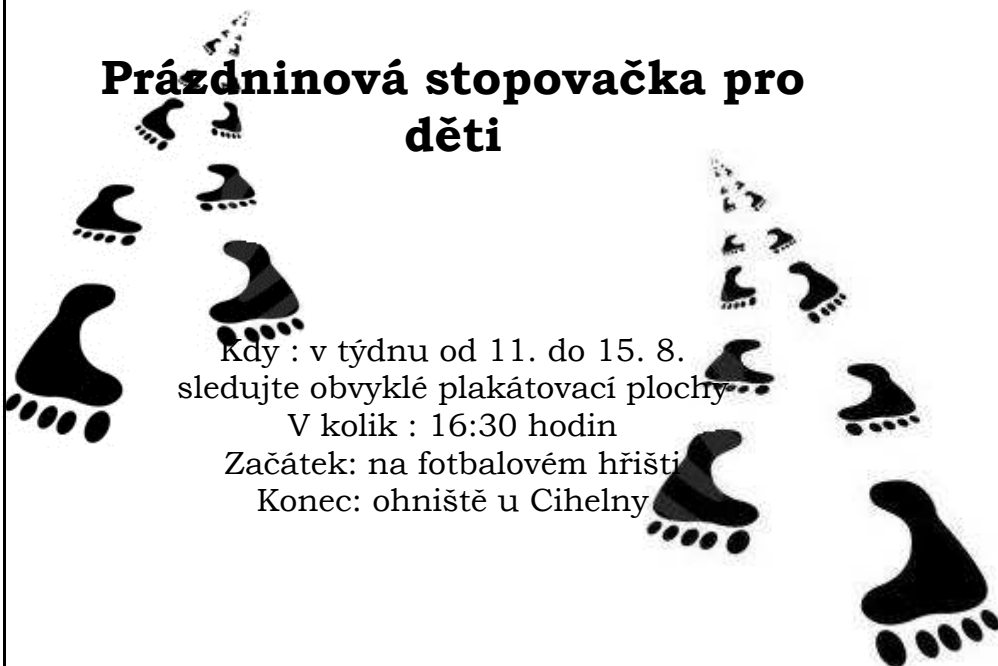 Prázdninová stopovačka pro
děti
Kdy : v týdnu od 11. do 15. 8.
sledujte obvyklé plakátovací plochy
V kolik : 16:30 hodin
Začátek: na fotbalovém hřišti
Konec: ohniště u Cihelny